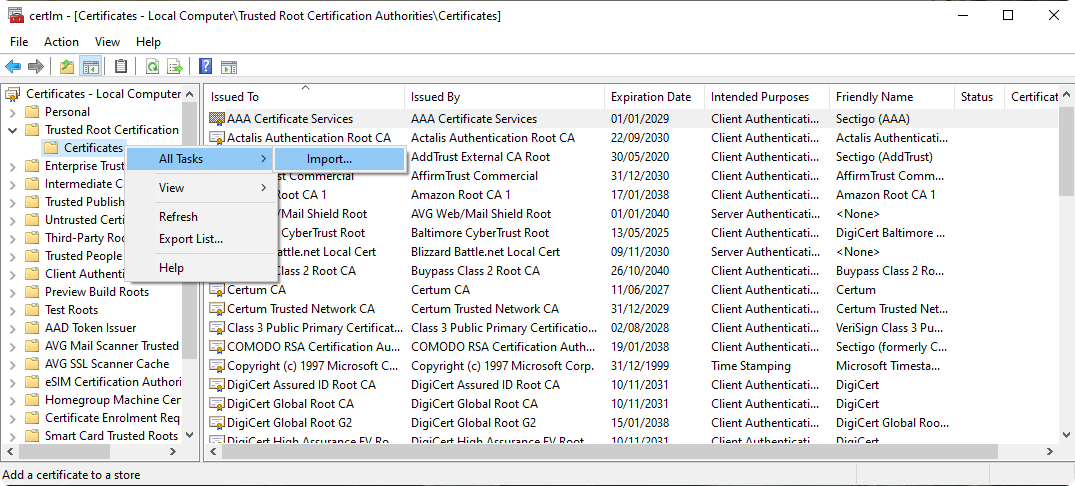 certlm - [Certificates - Local Computer\Trusted Root Certification Authorities\Certificates]
File Action View Help
Certificates - Local Computer
Personal
Trusted Root Certification
Certificates
Enterprise Trust
Intermediate C
Trusted Publish
Untrusted Certi
Third-Party Roo
Trusted People
Client Authenti
Preview Build Roots
Test Roots
AAD Token Issuer
AVG Mail Scanner Trusted
AVG SSL Scanner Cache
eSIM Certification Authori
Homegroup Machine Cer
Certificate Enrolment Req
Smart Card Trusted Roots
All Tasks
View
Refresh
Export List...
Help
Import...
Issued To Issued By Expiration Date Intended Purposes Friendly Name Status Certificat
AAA Certificate Services AAA Certificate Services 01/01/2029 Client Authenticati... Sectigo (AAA)
Actalis Authentication Root CA Actalis Authentication Root CA 22/09/2030 Client Authenticati... Actalis Authenticati...
AddTrust External CA Root 30/05/2020 Client Authenticati... Sectigo (AddTrust)
st Commercial AffirmTrust Commercial 31/12/2030 Client Authenticati... AffirmTrust Comm...
Root CA 1 Amazon Root CA 1 17/01/2038 Client Authenticati... Amazon Root CA 1
/Mail Shield Root AVG Web/Mail Shield Root 01/01/2040 Server Authenticati... <None>
CyberTrust Root Baltimore CyberTrust Root 13/05/2025 Client Authenticati... DigiCert Baltimore ...
attle.net Local Cert Blizzard Battle.net Local Cert 09/11/2030 Server Authenticati... <None>
Class 2 Root CA Buypass Class 2 Root CA 26/10/2040 Client Authenticati... Buypass Class 2 Ro...
Certum CA Certum CA 11/06/2027 Client Authenticati... Certum
Certum Trusted Network CA Certum Trusted Network CA 31/12/2029 Client Authenticati... Certum Trusted Net...
Class 3 Public Primary Certificat... Class 3 Public Primary Certificatio... 02/08/2028 Client Authenticati... VeriSign Class 3 Pu...
COMODO RSA Certification Au... COMODO RSA Certification Auth... 19/01/2038 Client Authenticati... Sectigo (formerly C...
Copyright (c) 1997 Microsoft C... Copyright (c) 1997 Microsoft Corp. 31/12/1999 Time Stamping Microsoft Timesta...
DigiCert Assured ID Root CA DigiCert Assured ID Root CA 10/11/2031 Client Authenticati... DigiCert
DigiCert Global Root CA DigiCert Global Root CA 10/11/2031 Client Authenticati... DigiCert
DigiCert Global Root G2 DigiCert Global Root G2 15/01/2038 Client Authenticati... DigiCert Global Roo...
DigiCert High Assurance EV Ro... DigiCert High Assurance EV Root ... 10/11/2031 Client Authenticati... DigiCert
Add a certificate to a store